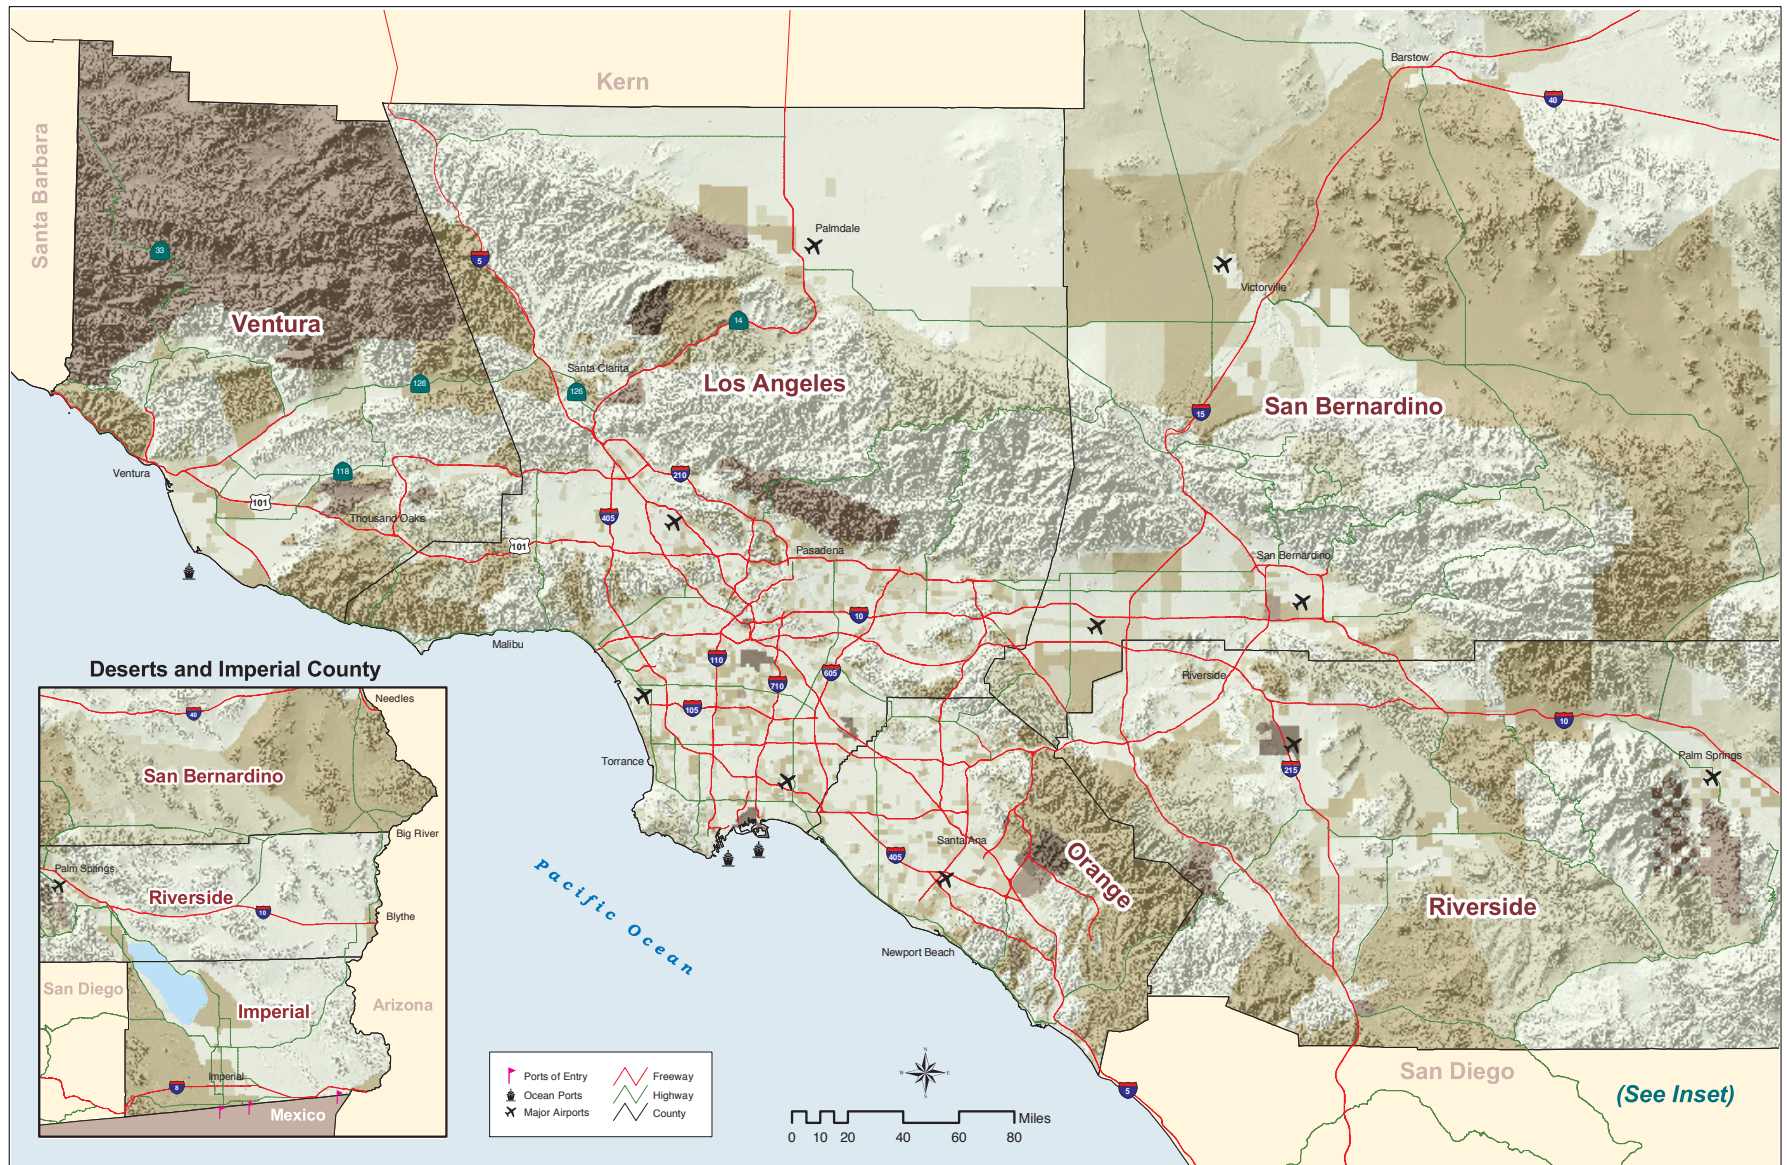 Kern
Santa Barbara
Barstow
40
33
Palmdale
5
Victorville
Ventura
14
Santa Clarita
126
126
Los Angeles
San Bernardino
15
Ventura
118
210
101
Thousand Oaks
405
101
Pasadena
San Bernardino
10
Malibu
110
605
710
105
Riverside
10
Torrance
215
Palm Springs
Santa Ana
405
Orange
Riverside
Newport Beach
Pacific Ocean
San Diego
5
(See Inset)
Deserts and Imperial County
Needles
40
San Bernardino
Big River
Palm Springs
Riverside
10
Blythe
San Diego
Imperial
Arizona
Imperial
8
Mexico
Ports of Entry
Freeway
Ocean Ports
Highway
Major Airports
County
N
W
E
S
Miles
0 10 20 40 60 80